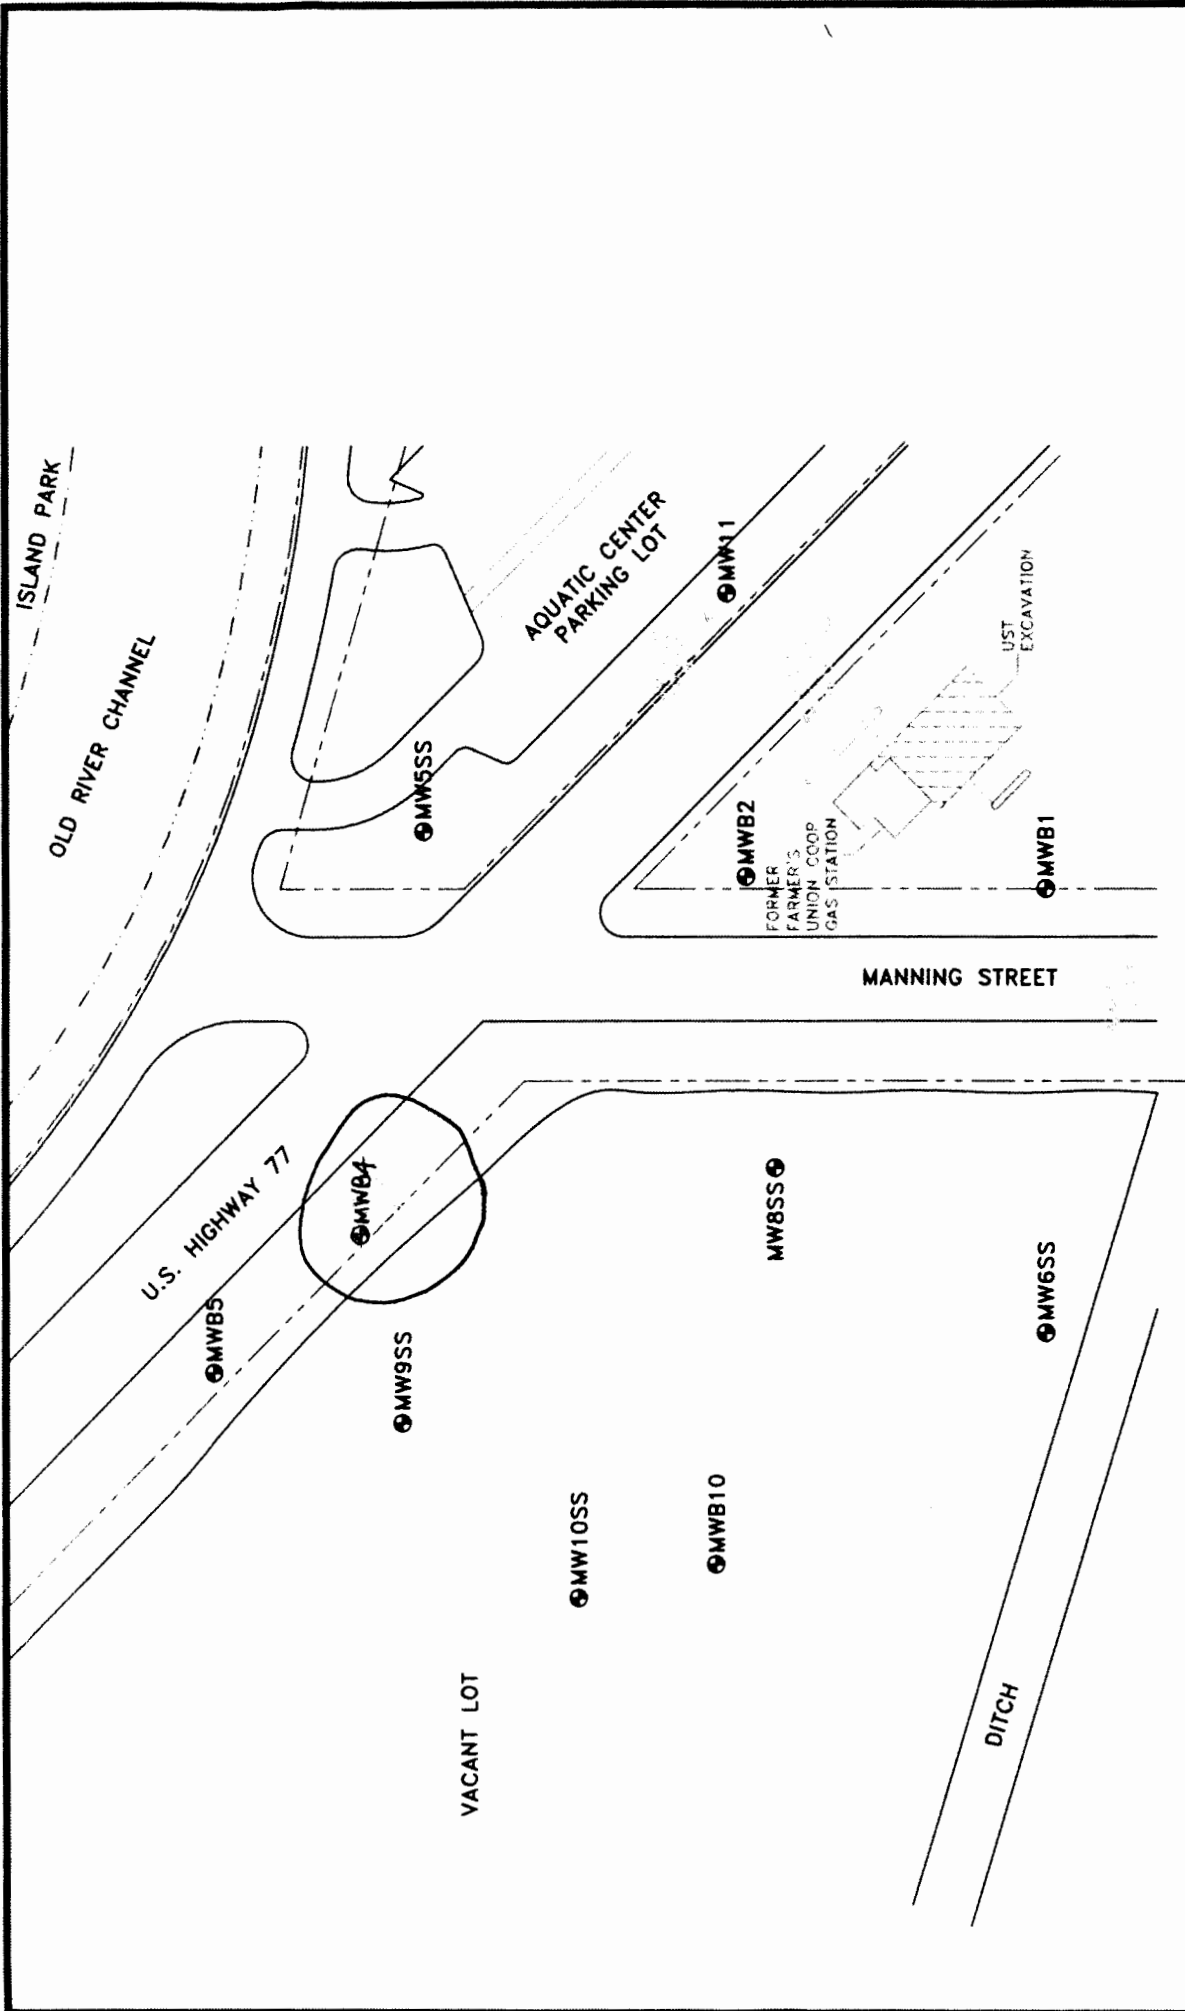 ISLAND PARK
OLD RIVER CHANNEL
AQUATIC CENTER
PARKING LOT
MW11
UST
EXCAVATION
MW5SS
MWB2
FORMER
FARMER'S
UNION COOP
GAS STATION
MWB1
MANNING STREET
U.S. HIGHWAY 77
MWB4
MWB5
MW9SS
MW8SS
MW6SS
MW10SS
MWB10
VACANT LOT
DITCH